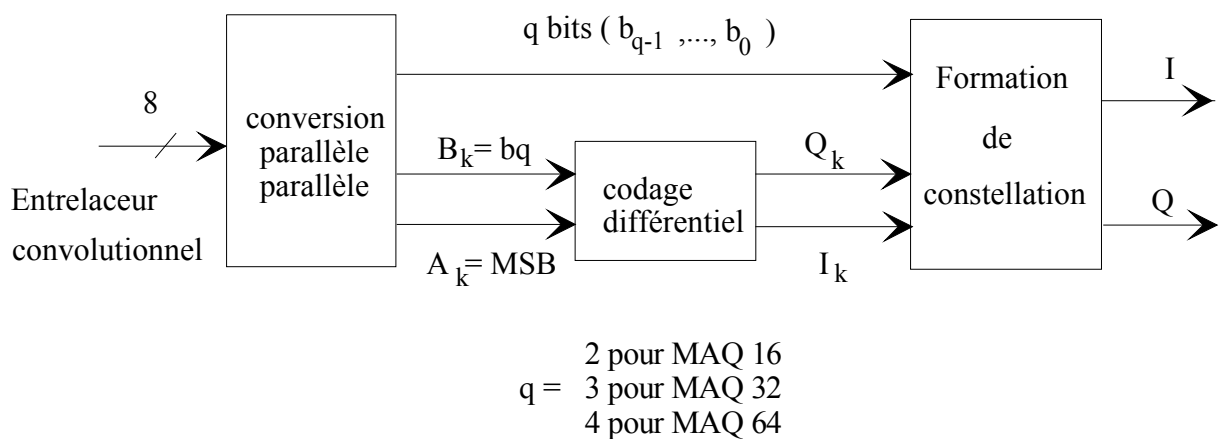 q bits ( b_{q-1} ,..., b_0 )
8
conversion
parallèle
parallèle
Entrelaceur
convolutionnel
B_k = bq
A_k = MSB
codage
différentiel
Q_k
I_k
Formation
de
constellation
I
Q
2 pour MAQ 16
q = 3 pour MAQ 32
4 pour MAQ 64